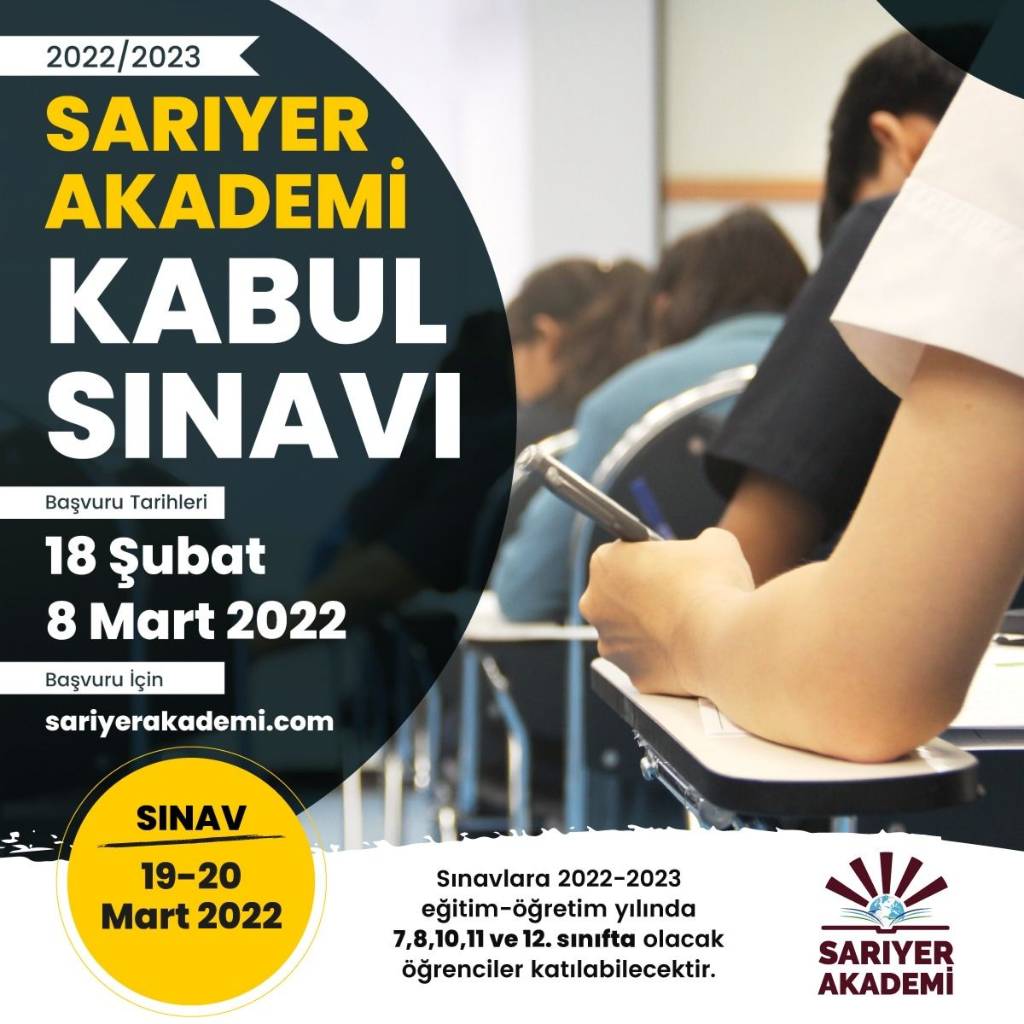 2022/2023
SARIYER
AKADEMİ
KABUL
SINAVI
Başvuru Tarihleri
18 Şubat
8 Mart 2022
Başvuru İçin
sariyerakademi.com
SINAV
19-20
Mart 2022
Sınavlara 2022-2023
eğitim-öğretim yılında
7,8,10,11 ve 12. sınıfta olacak
öğrenciler katılabilecektir.
SARIYER
AKADEMİ